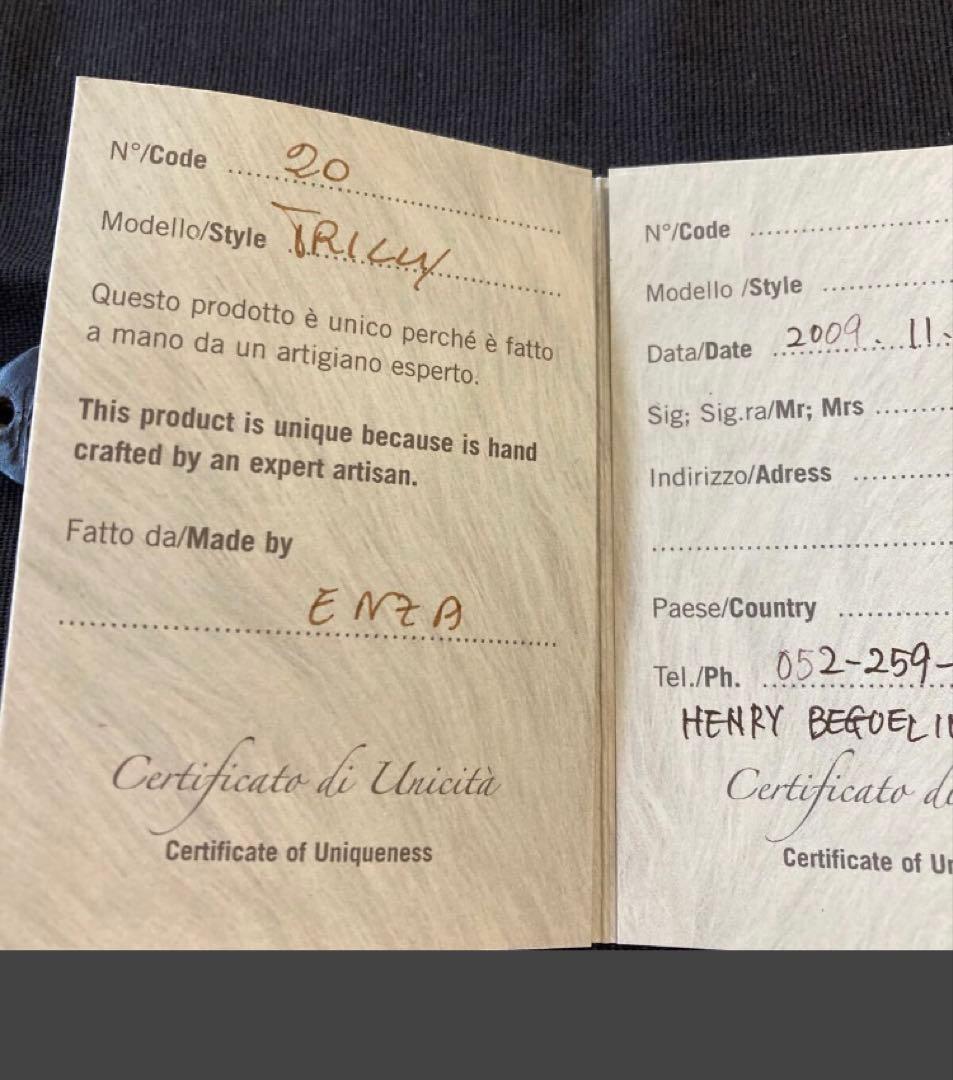 N°/Code 20
Modello/Style TRILLY
Questo prodotto è unico perché è fatto
a mano da un artigiano esperto.
This product is unique because is hand
crafted by an expert artisan.
Fatto da/Made by
ENZA
Certificato di Unicità
Certificate of Uniqueness
N°/Code
Modello /Style
Data/Date 2009. 11.
Sig; Sig.ra/Mr; Mrs
Indirizzo/Adress
Paese/Country
Tel./Ph. 052-259-
HENRY BEGUELI
Certificato d
Certificate of Un